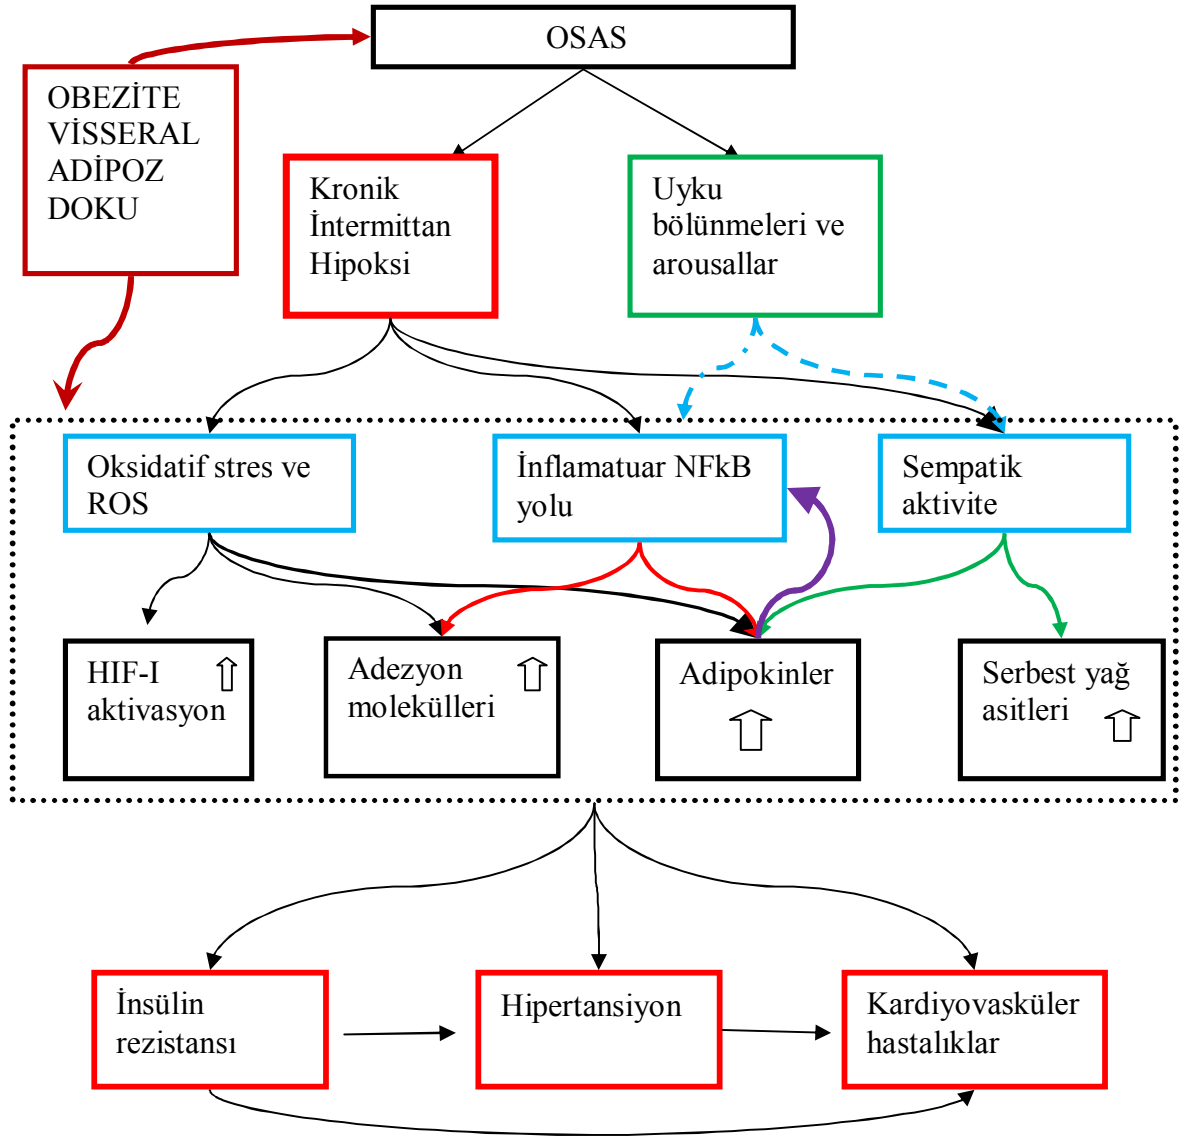 OSAS
OBEZİTE
VİSSERAL
ADİPOZ
DOKU
Kronik
İntermittan
Hipoksi
Uyku
bölünmeleri ve
arousallar
Oksidatif stres ve
ROS
İnflamatuar NFkB
yolu
Sempatik
aktivite
HIF-I
aktivasyon
Adezyon
molekülleri
Adipokinler
Serbest yağ
asitleri
İnsülin
rezistansı
Hipertansiyon
Kardiyovasküler
hastalıklar